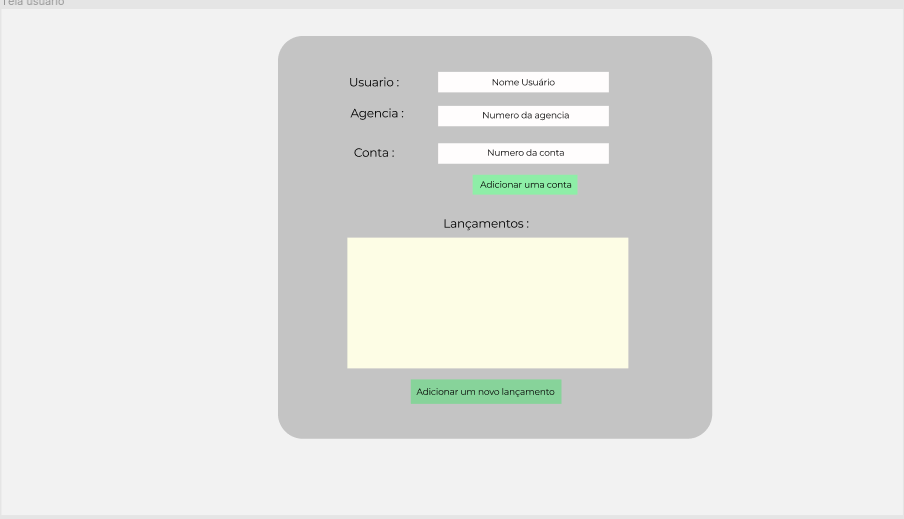 Tela usuario
Usuario :
Nome Usuário
Agencia :
Numero da agencia
Conta :
Numero da conta
Adicionar uma conta
Lançamentos :
Adicionar um novo lançamento